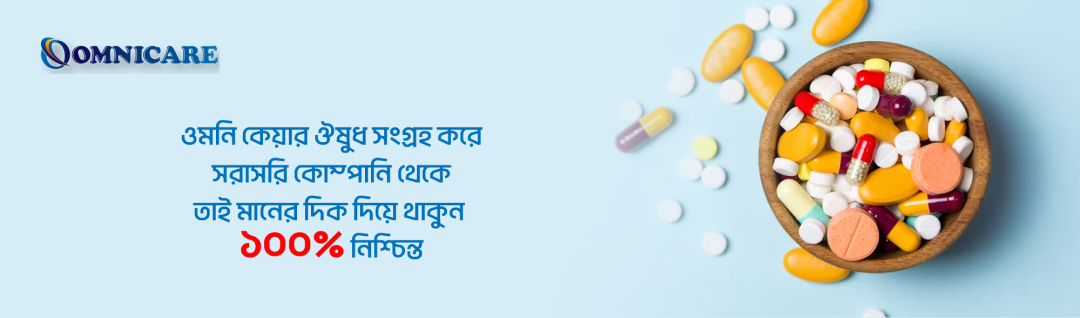 OMNICARE
ওমনি কেয়ার ঔষুধ সংগ্রহ করে
সরাসরি কোম্পানি থেকে
তাই মানের দিক দিয়ে থাকুন
১০০% নিশ্চিন্ত